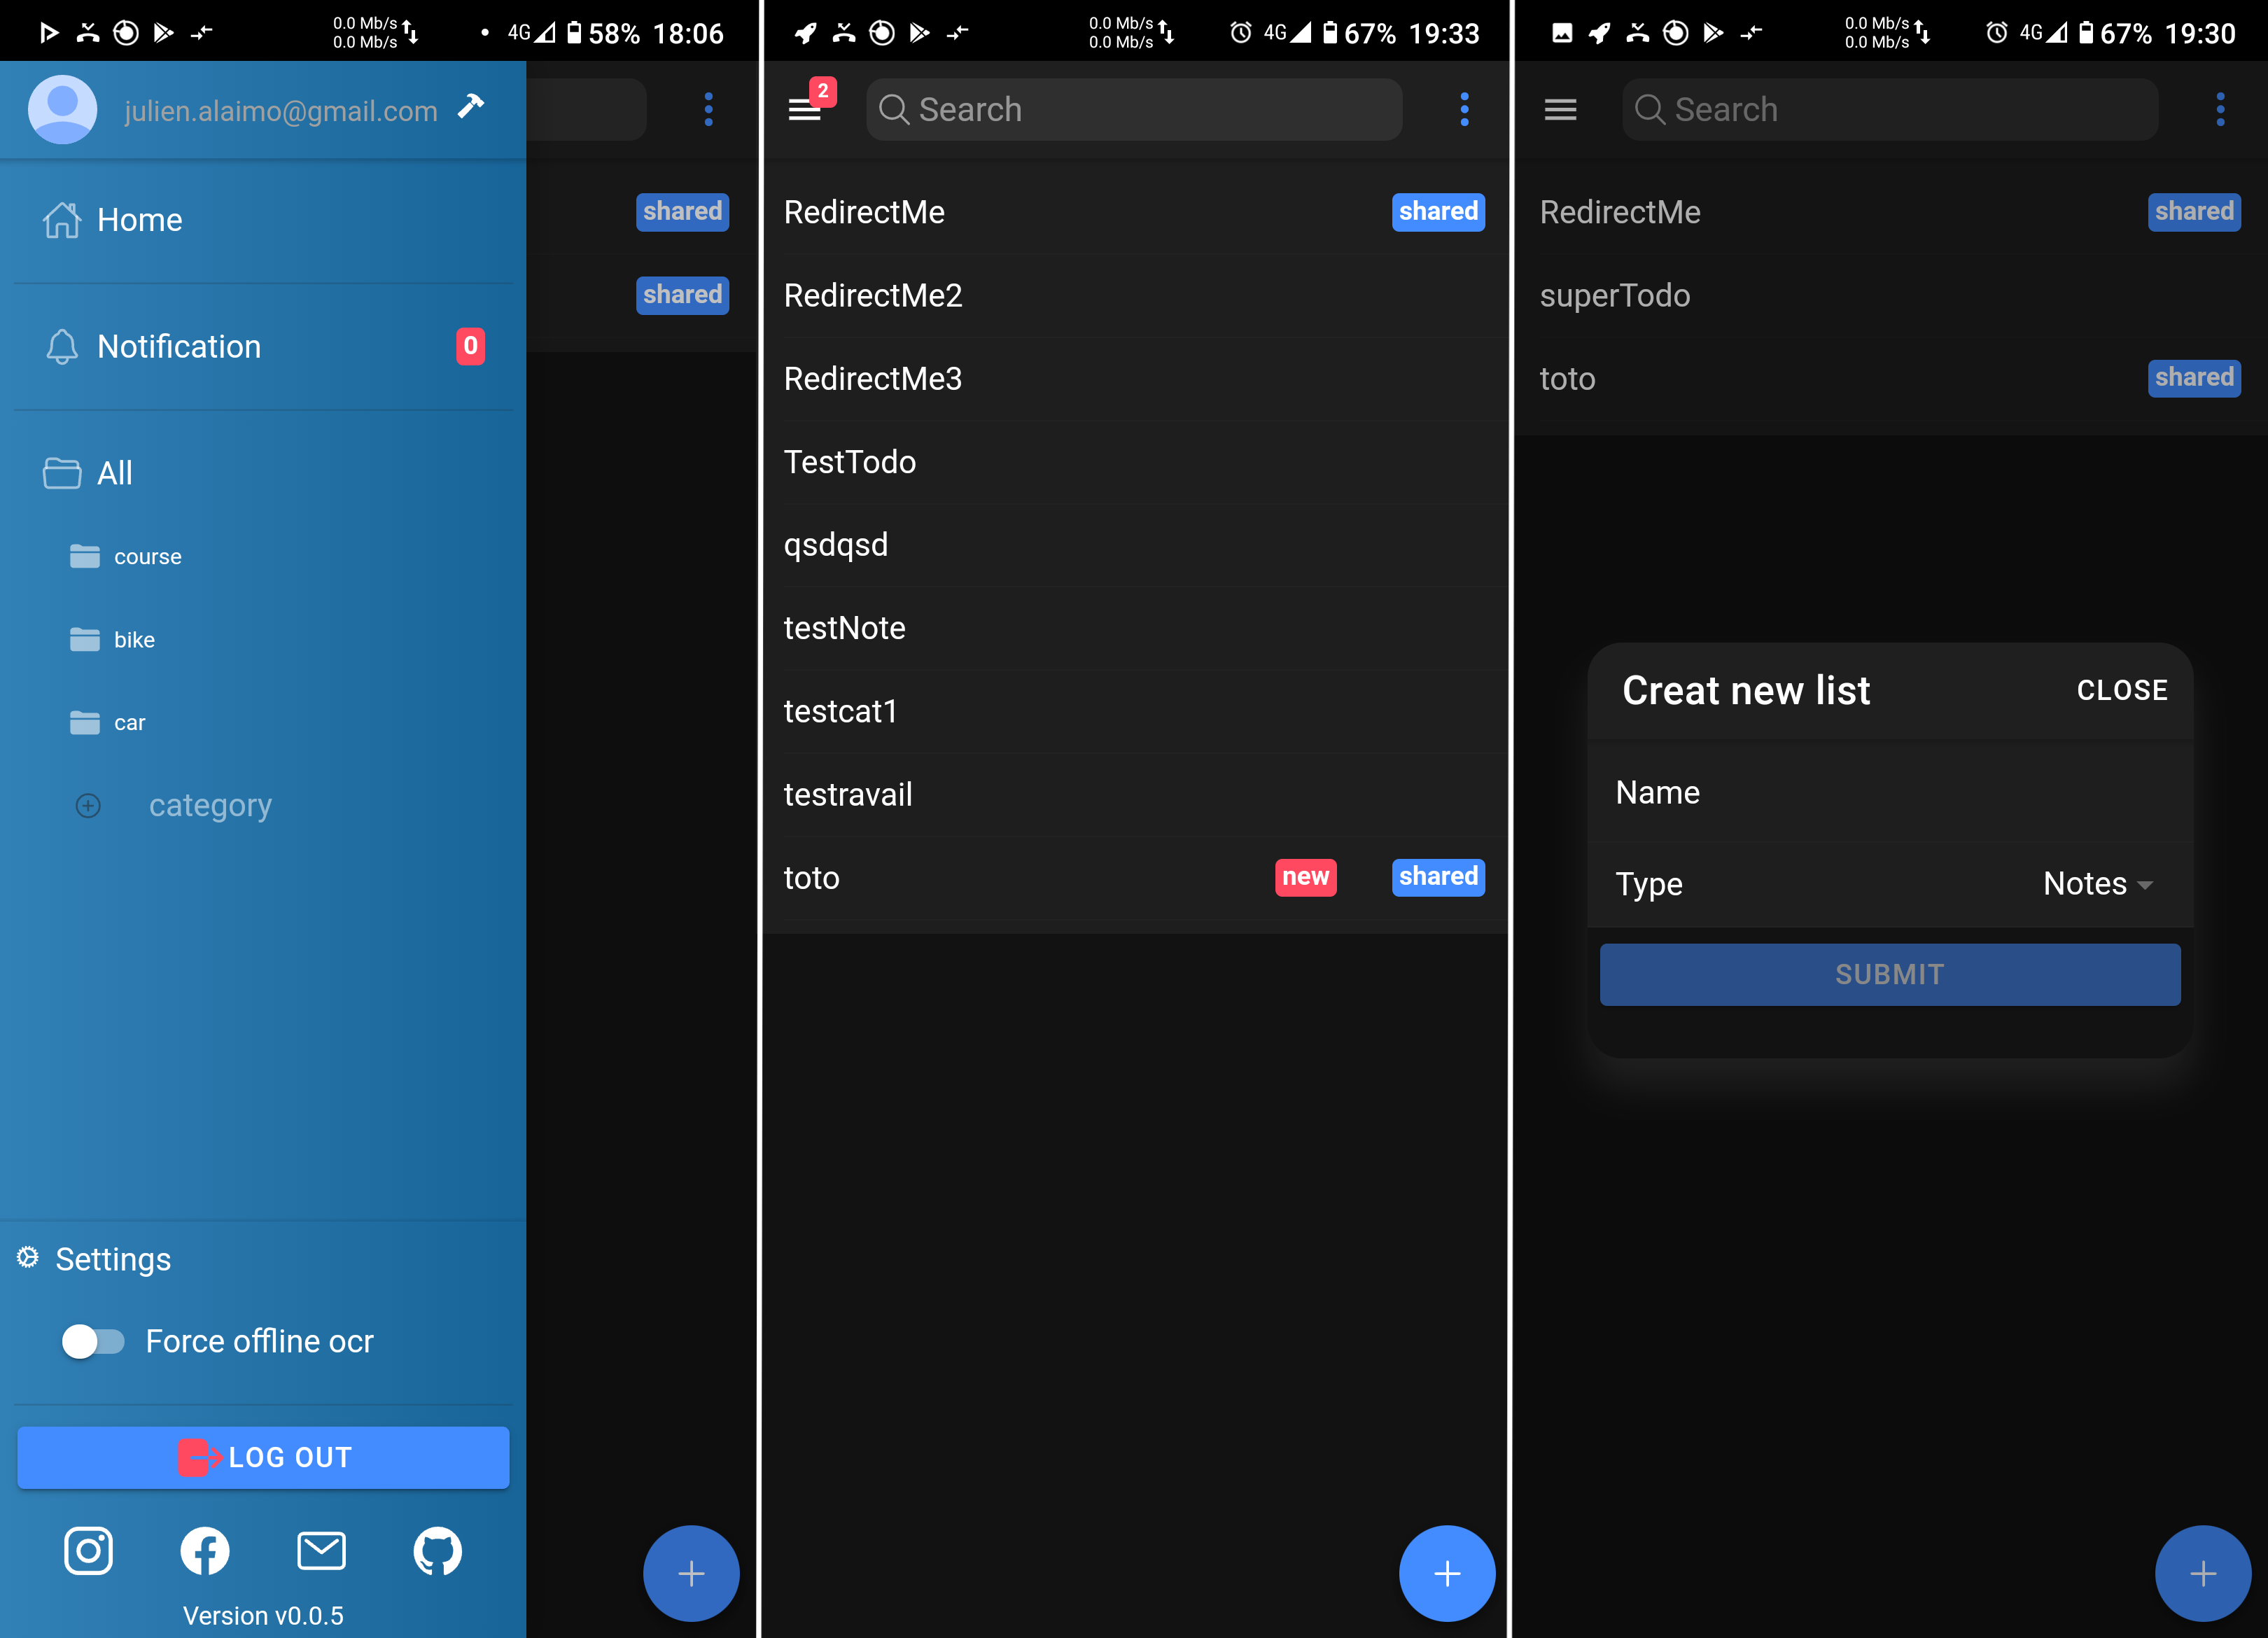 0.0 Mb/s
0.0 Mb/s
4G 58% 18:06
julien.alaimo@gmail.com
Home
Notification 0
All
course
bike
car
category
Settings
Force offline ocr
LOG OUT
Version v0.0.5
shared
shared
0.0 Mb/s
0.0 Mb/s
4G 67% 19:33
2
Search
RedirectMe shared
RedirectMe2
RedirectMe3
TestTodo
qsdqsd
testNote
testcat1
testravail
toto new shared
0.0 Mb/s
0.0 Mb/s
4G 67% 19:30
Search
RedirectMe shared
superTodo
toto shared
Creat new list CLOSE
Name
Type Notes
SUBMIT